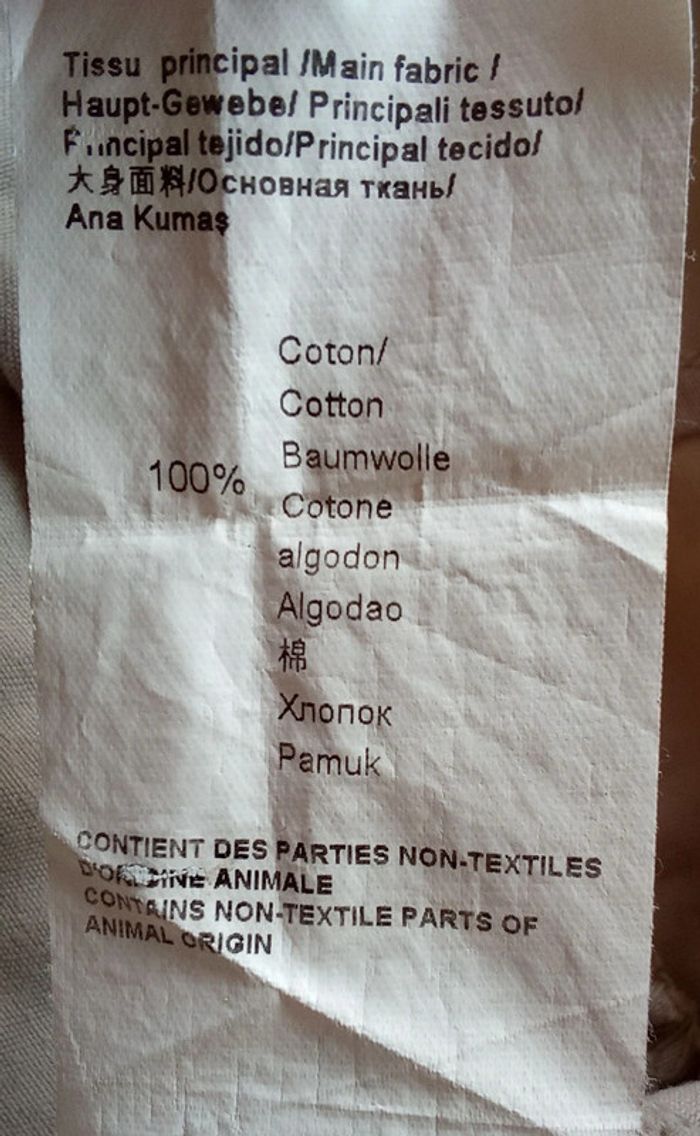 Tissu principal /Main fabric /
Haupt-Gewebe/ Principali tessuto/
tejido/Principal tecido/
大身面料/Основная ткань/
Ana Kumaş
Coton/
Cotton
Baumwolle
100%
Cotone
algodon
Algodao
棉
Хлопок
Pamuk
CONTIENT DES PARTIES NON-TEXTILES
ANIMALE
CONTAINS NON-TEXTILE PARTS OF
ANIMAL ORIGIN